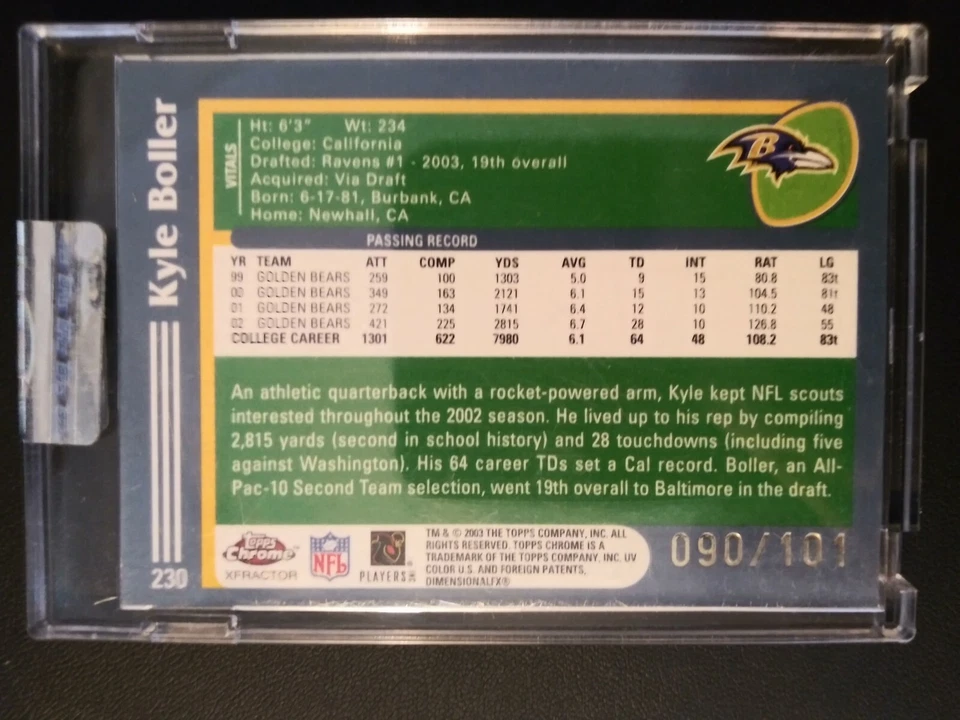 Kyle Boller
230
VITALS
Ht: 6'3" Wt: 234
College: California
Drafted: Ravens #1 - 2003, 19th overall
Acquired: Via Draft
Born: 6-17-81, Burbank, CA
Home: Newhall, CA
B
PASSING RECORD
YR TEAM ATT COMP YDS AVG TD INT RAT LG
99 GOLDEN BEARS 259 100 1303 5.0 9 15 80.8 83t
00 GOLDEN BEARS 349 163 2121 6.1 15 13 104.5 81t
01 GOLDEN BEARS 272 134 1741 6.4 12 10 110.2 48
02 GOLDEN BEARS 421 225 2815 6.7 28 10 126.8 55
COLLEGE CAREER 1301 622 7980 6.1 64 48 108.2 83t
An athletic quarterback with a rocket-powered arm, Kyle kept NFL scouts
interested throughout the 2002 season. He lived up to his rep by compiling
2,815 yards (second in school history) and 28 touchdowns (including five
against Washington). His 64 career TDs set a Cal record. Boller, an All-
Pac-10 Second Team selection, went 19th overall to Baltimore in the draft.
Topps
Chrome™
XFRACTOR
NFL
PLAYERS
TM & © 2003 THE TOPPS COMPANY, INC. ALL
RIGHTS RESERVED. TOPPS CHROME IS A
TRADEMARK OF THE TOPPS COMPANY, INC. UV
COLOR U.S. AND FOREIGN PATENTS,
DIMENSIONALFX®
090/101